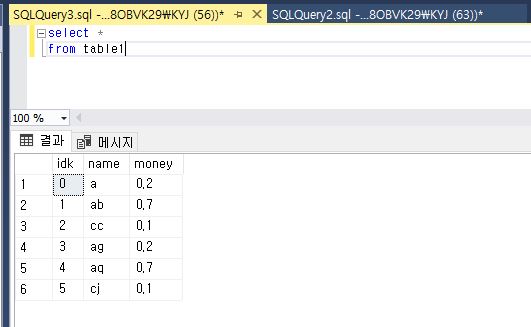 SQLQuery3.sql -...8OBVK29₩KYJ (56))* SQLQuery2.sql -...8OBVK29₩KYJ (63))*
select *
from table1
100 %
결과 메시지
idk name money
1 0 a 0,2
2 1 ab 0,7
3 2 cc 0,1
4 3 ag 0,2
5 4 aq 0,7
6 5 cj 0,1